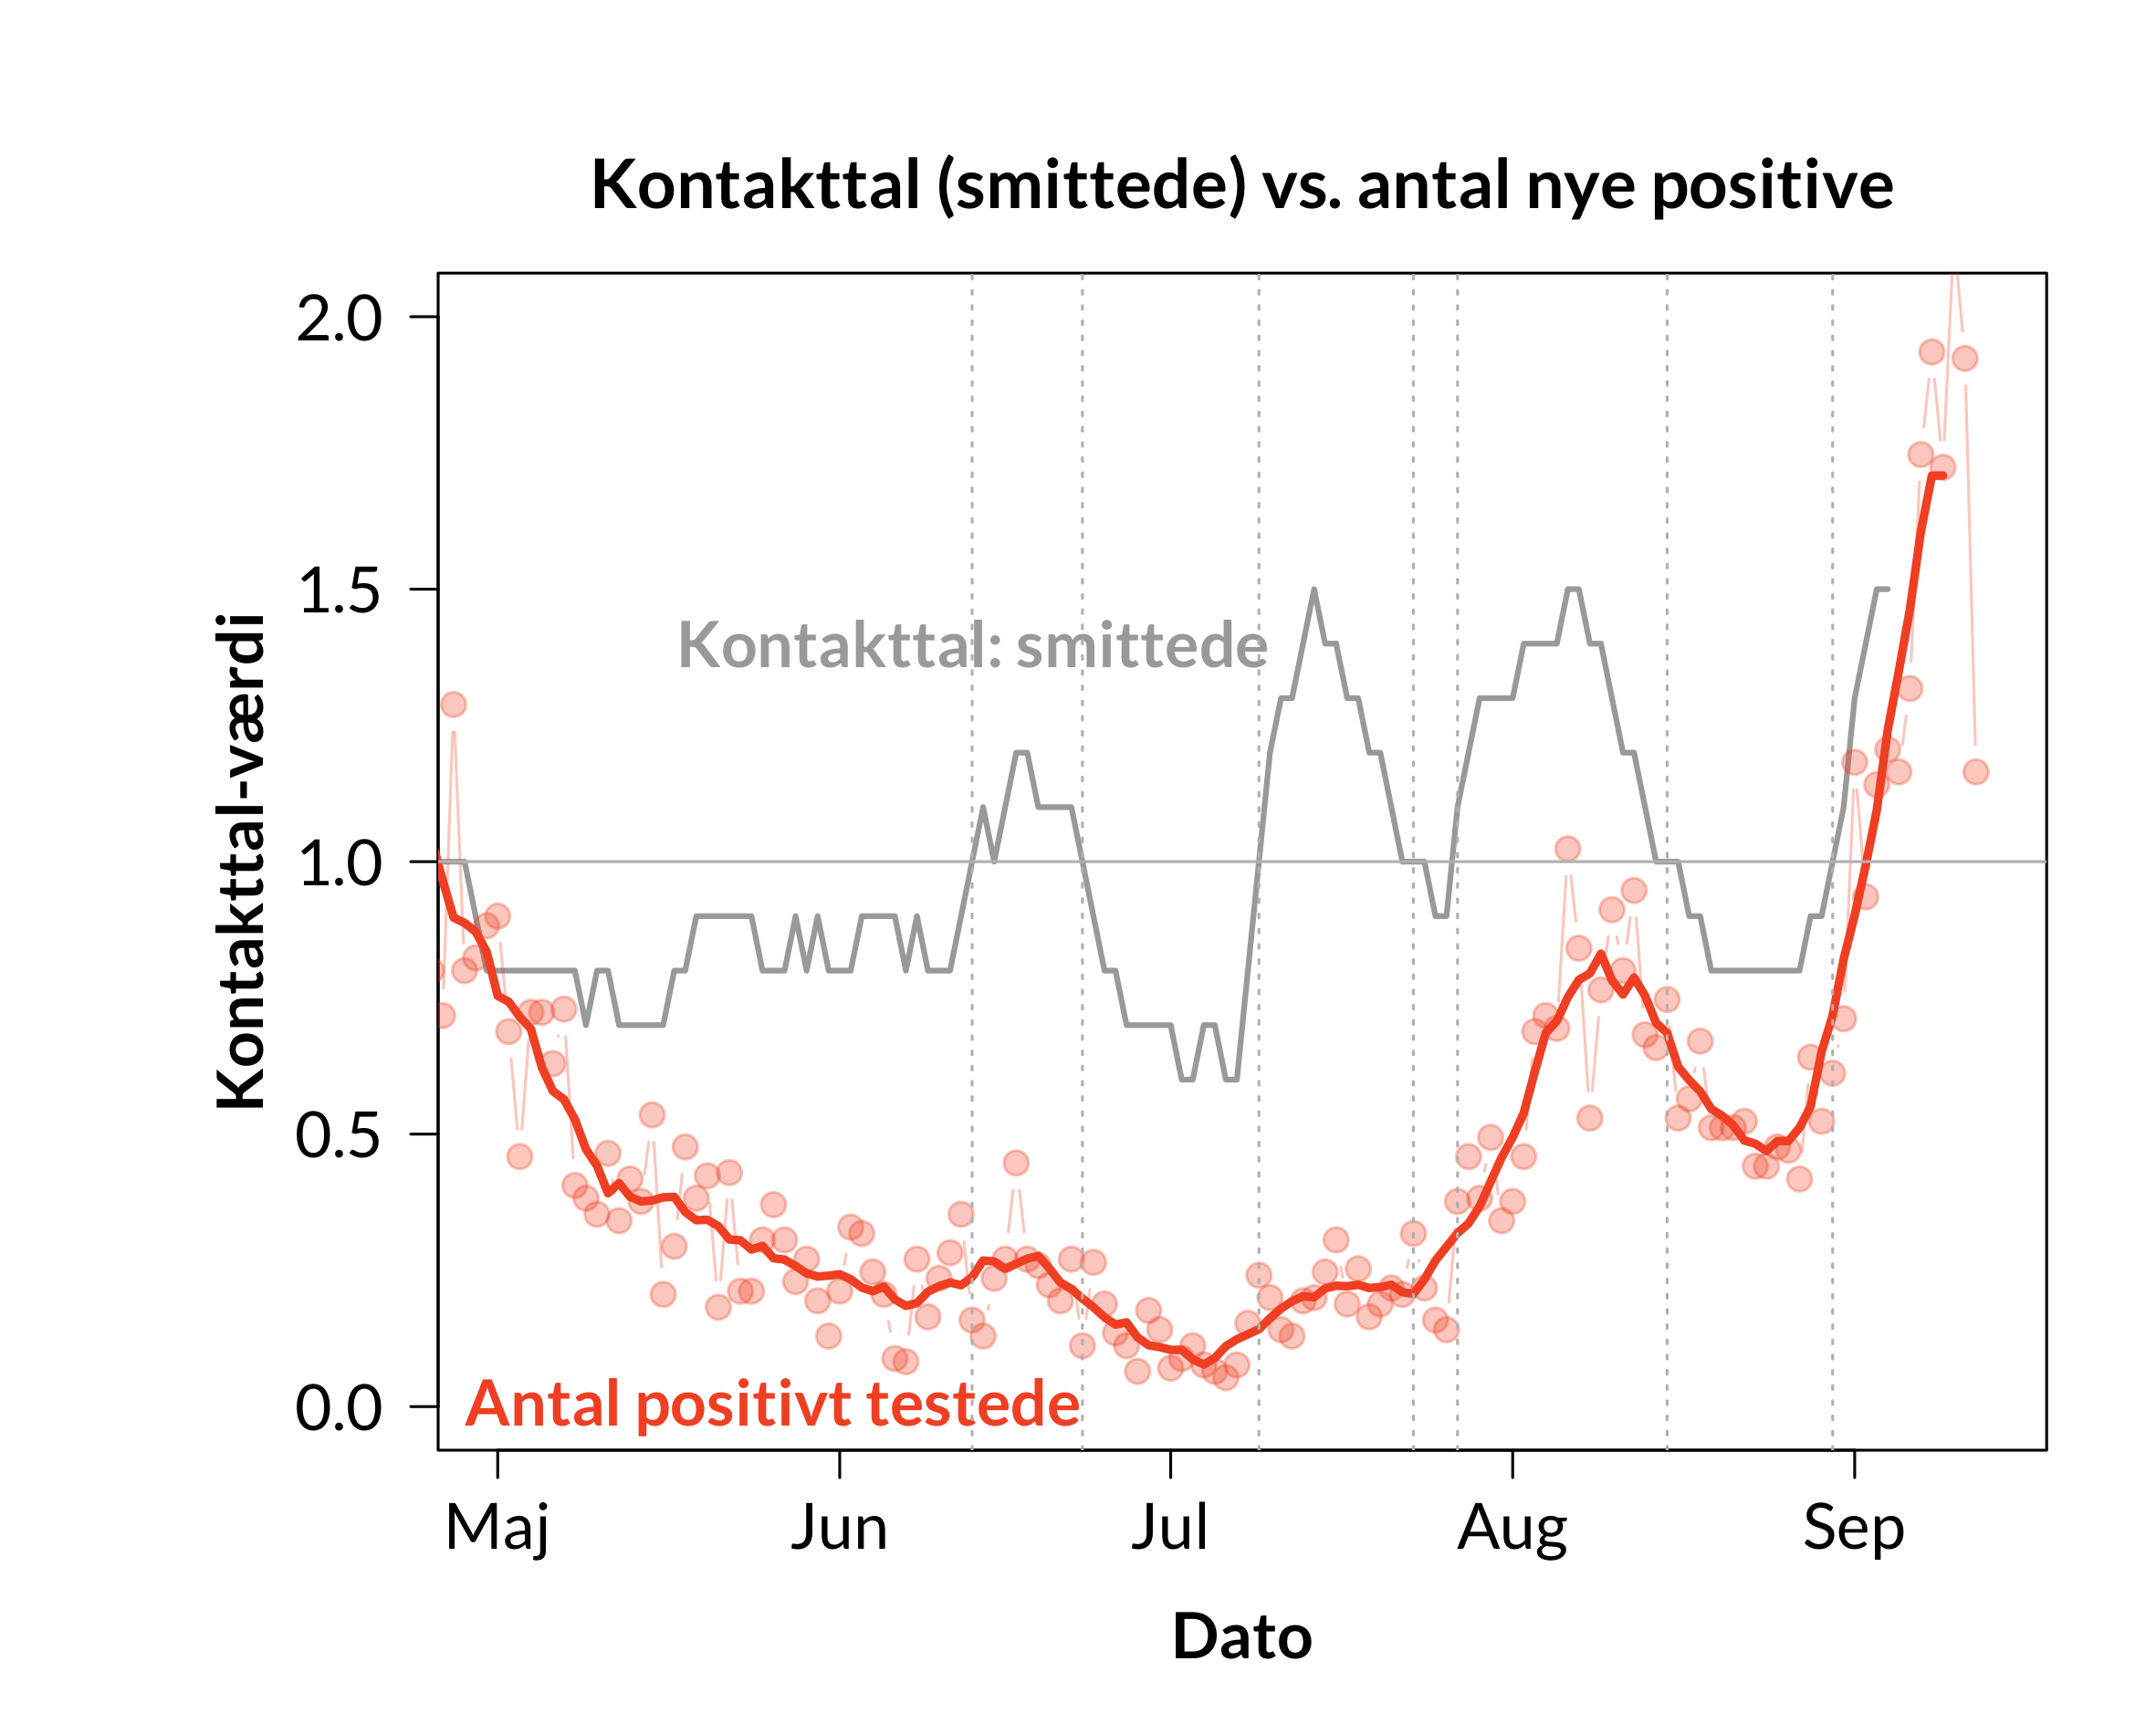 Kontakttal (smittede) vs. antal nye positive
Kontakttal-værdi
2.0
1.5
1.0
0.5
0.0
Kontakttal: smittede
Antal positivt testede
Maj Jun Jul Aug Sep
Dato